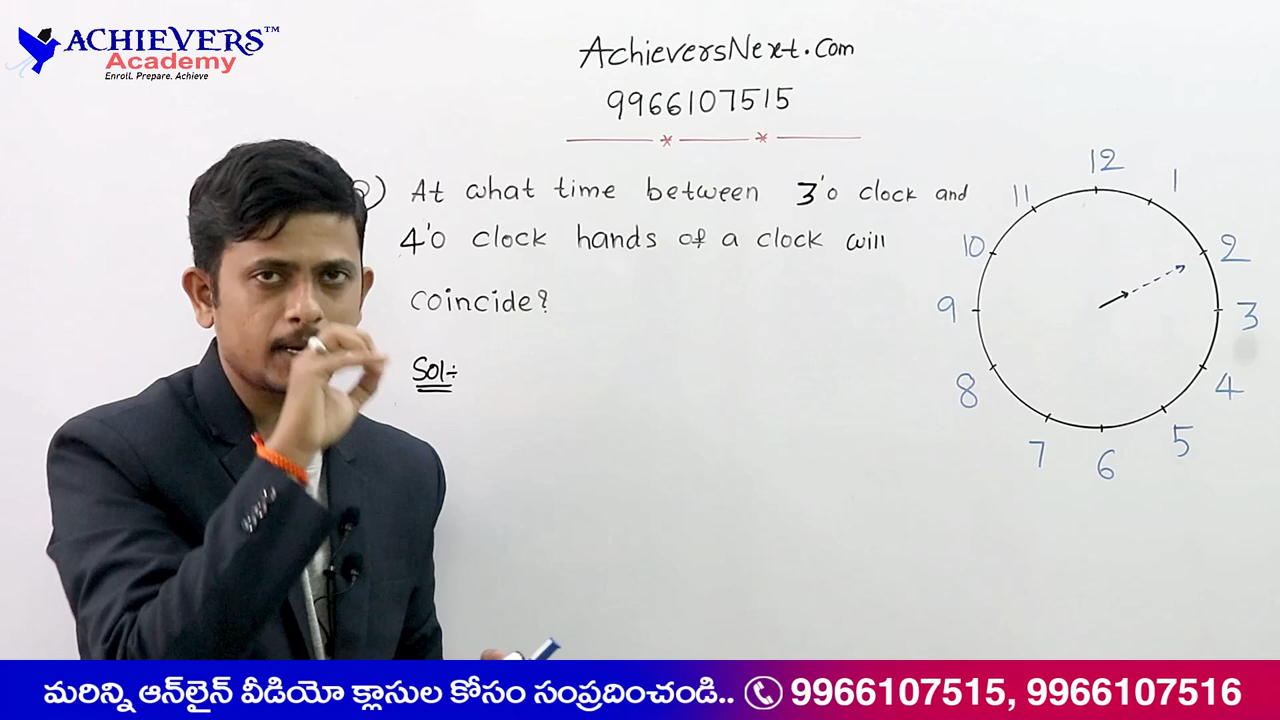 ACHIEVERS™
Academy
Enroll. Prepare. Achieve
AchieversNext.com
9966107515
Q) At what time between 3'o clock and
4'o clock hands of a clock will
coincide?
Sol:-
12
1
11
10
2
9
3
8
4
7
5
6
మరిన్ని ఆన్‌లైన్ వీడియో క్లాసుల కోసం సంప్రదించండి.. 9966107515, 9966107516